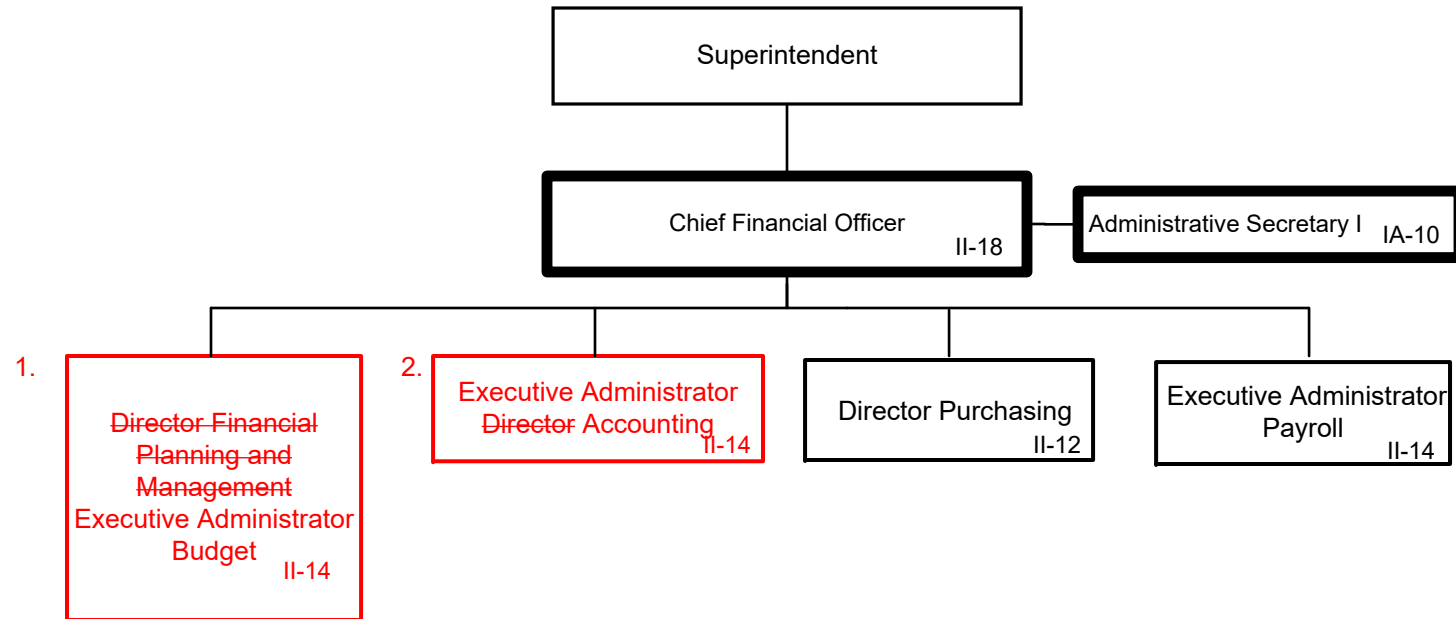 Superintendent
Chief Financial Officer
II-18
Administrative Secretary I
IA-10
1.
Director Financial
Planning and
Management
Executive Administrator
Budget
II-14
2.
Executive Administrator
Director Accounting
II-14
Director Purchasing
II-12
Executive Administrator
Payroll
II-14